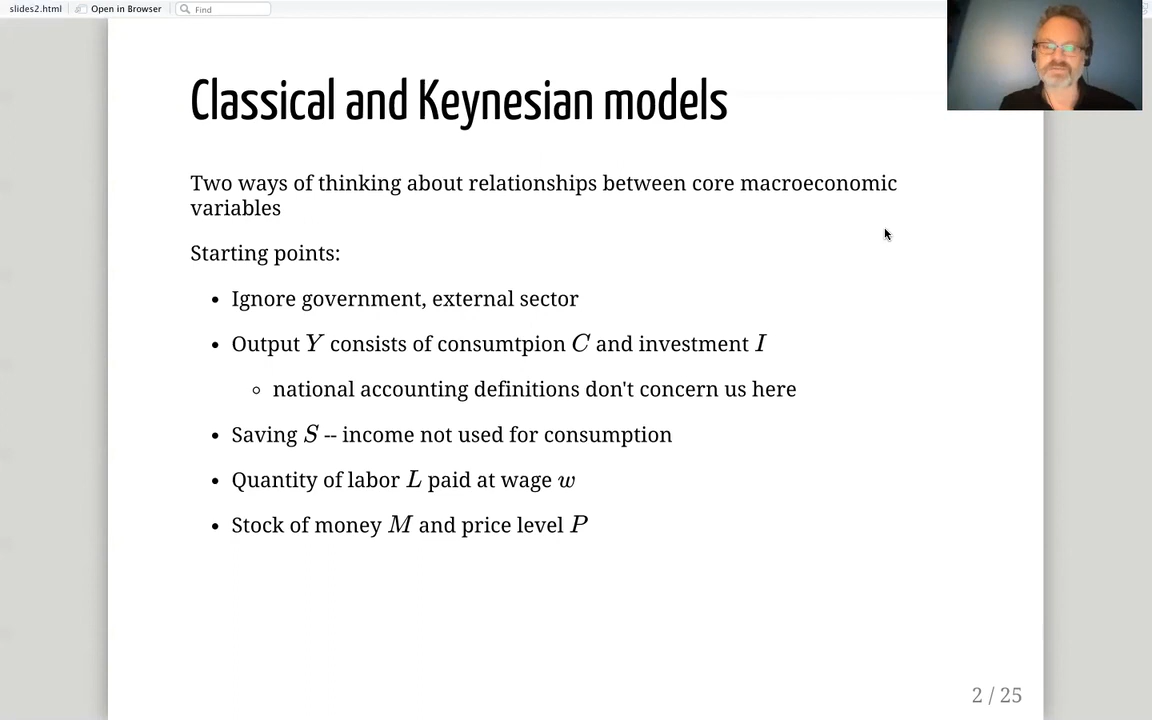 slides2.html Open in Browser Find
Classical and Keynesian models
Two ways of thinking about relationships between core macroeconomic
variables
Starting points:
• Ignore government, external sector
• Output Y consists of consumtpion C and investment I
◦ national accounting definitions don't concern us here
• Saving S -- income not used for consumption
• Quantity of labor L paid at wage w
• Stock of money M and price level P
2 / 25